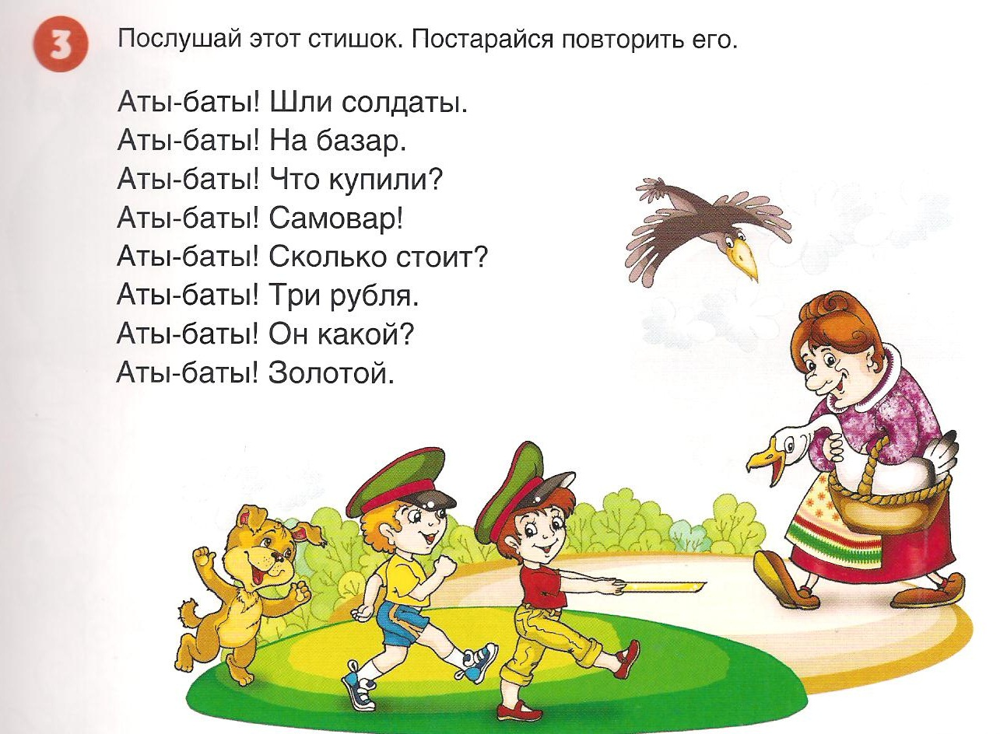 3
Послушай этот стишок. Постарайся повторить его.
Аты-баты! Шли солдаты.
Аты-баты! На базар.
Аты-баты! Что купили?
Аты-баты! Самовар!
Аты-баты! Сколько стоит?
Аты-баты! Три рубля.
Аты-баты! Он какой?
Аты-баты! Золотой.